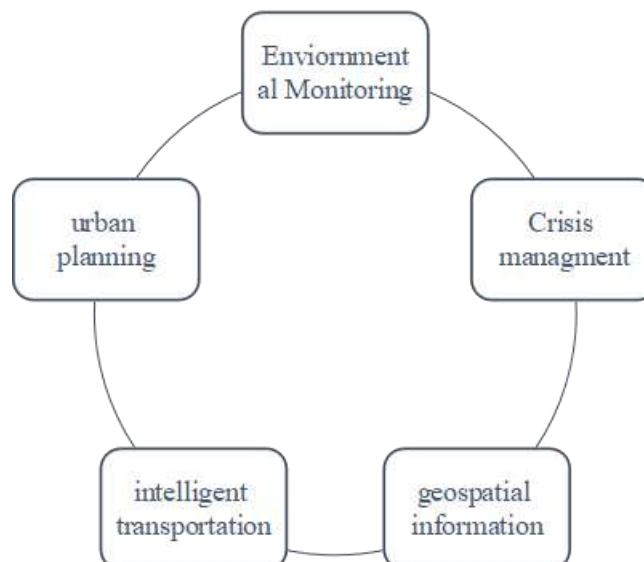 Enviornment
al Monitoring
Crisis
managment
geospatial
information
intelligent
transportation
urban
planning